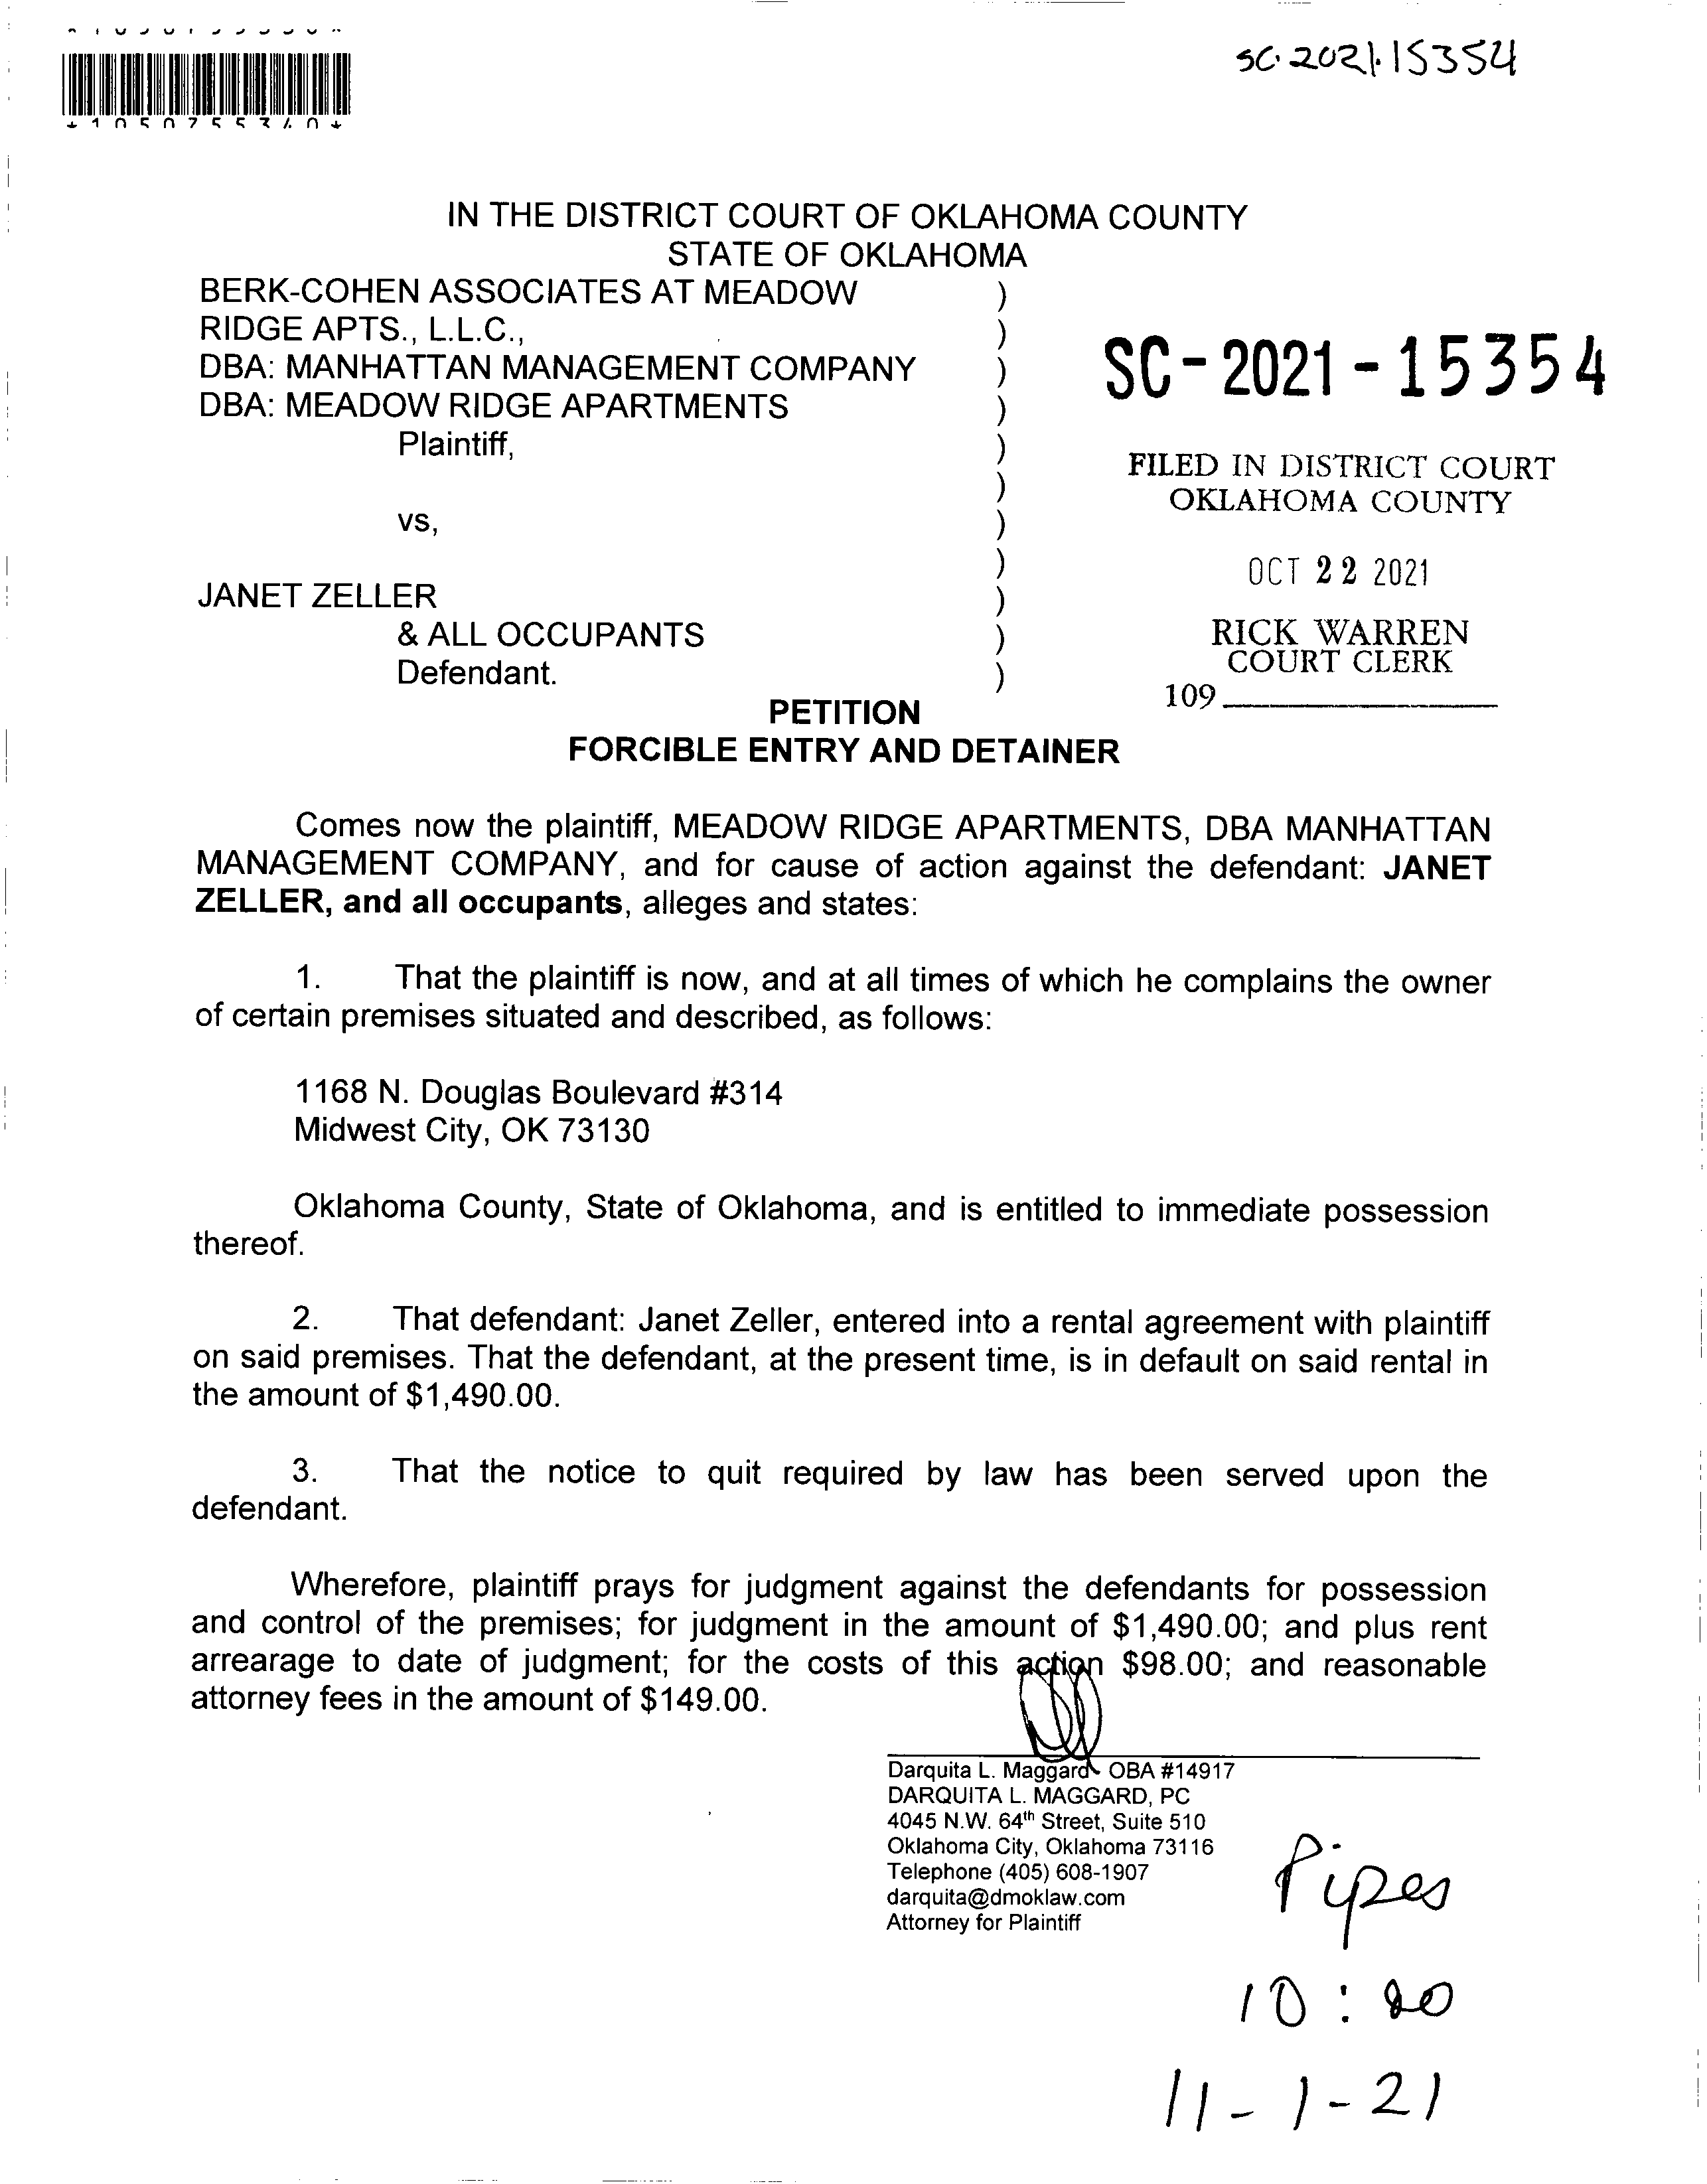 SC-2021-15354
*1050755340*
IN THE DISTRICT COURT OF OKLAHOMA COUNTY
STATE OF OKLAHOMA
BERK-COHEN ASSOCIATES AT MEADOW )
RIDGE APTS., L.L.C., )
DBA: MANHATTAN MANAGEMENT COMPANY )
DBA: MEADOW RIDGE APARTMENTS )
Plaintiff, )
)
vs, )
)
JANET ZELLER )
& ALL OCCUPANTS )
Defendant. )
SC-2021-15354
FILED IN DISTRICT COURT
OKLAHOMA COUNTY
OCT 22 2021
RICK WARREN
COURT CLERK
109
PETITION
FORCIBLE ENTRY AND DETAINER
Comes now the plaintiff, MEADOW RIDGE APARTMENTS, DBA MANHATTAN
MANAGEMENT COMPANY, and for cause of action against the defendant: JANET
ZELLER, and all occupants, alleges and states:
1. That the plaintiff is now, and at all times of which he complains the owner
of certain premises situated and described, as follows:
1168 N. Douglas Boulevard #314
Midwest City, OK 73130
Oklahoma County, State of Oklahoma, and is entitled to immediate possession
thereof.
2. That defendant: Janet Zeller, entered into a rental agreement with plaintiff
on said premises. That the defendant, at the present time, is in default on said rental in
the amount of $1,490.00.
3. That the notice to quit required by law has been served upon the
defendant.
Wherefore, plaintiff prays for judgment against the defendants for possession
and control of the premises; for judgment in the amount of $1,490.00; and plus rent
arrearage to date of judgment; for the costs of this action $98.00; and reasonable
attorney fees in the amount of $149.00.
Darquita L. Maggard OBA #14917
DARQUITA L. MAGGARD, PC
4045 N.W. 64th Street, Suite 510
Oklahoma City, Oklahoma 73116
Telephone (405) 608-1907
darquita@dmoklaw.com
Attorney for Plaintiff
Pipes
11-1-21